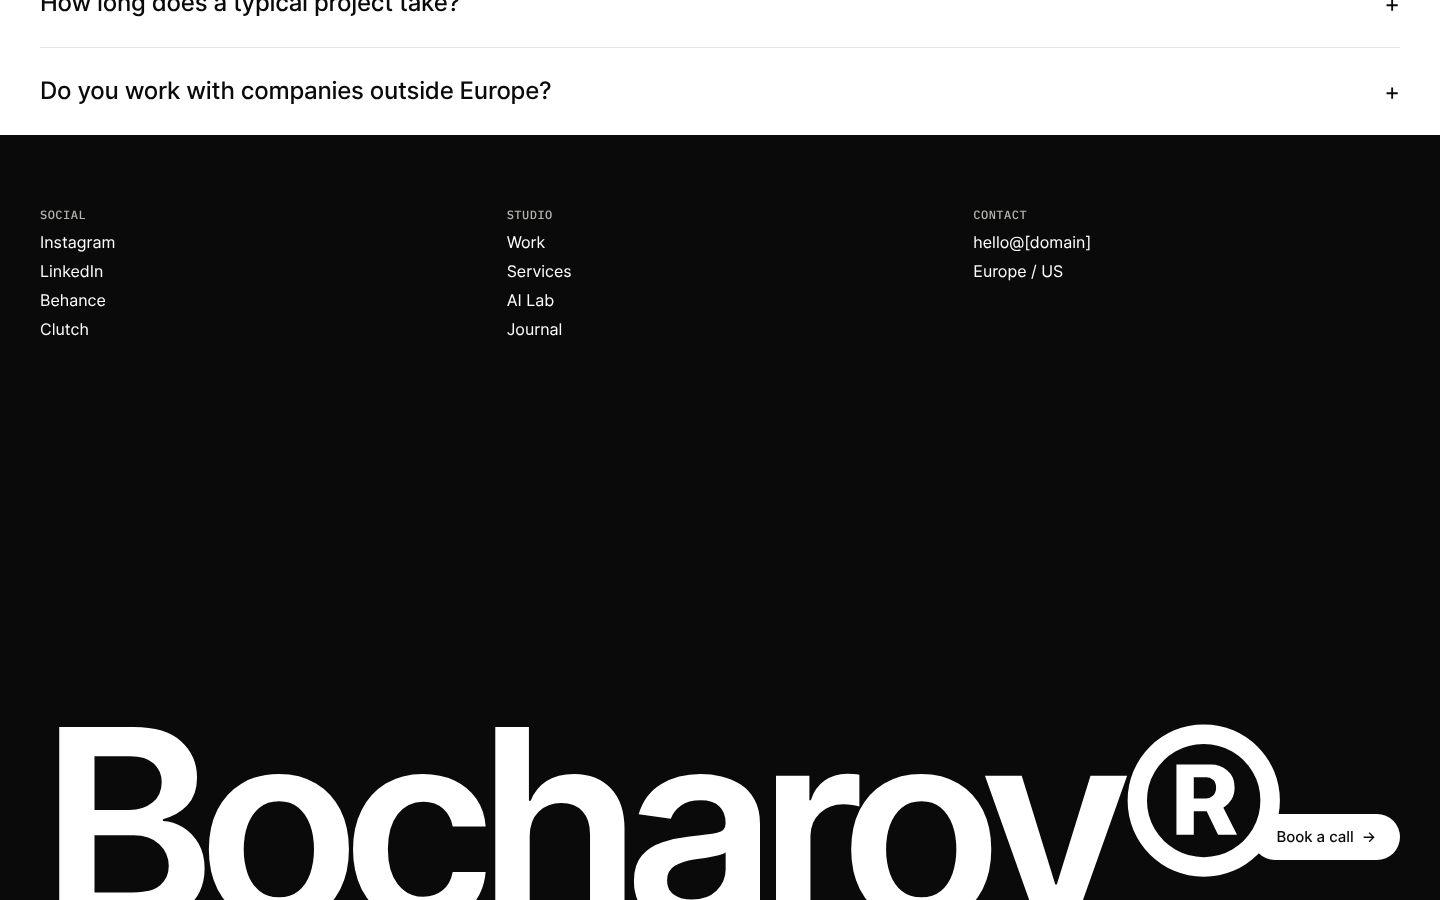 How long does a typical project take?
+
Do you work with companies outside Europe?
+
SOCIAL
Instagram
LinkedIn
Behance
Clutch
STUDIO
Work
Services
AI Lab
Journal
CONTACT
hello@[domain]
Europe / US
Bocharov®
Book a call →